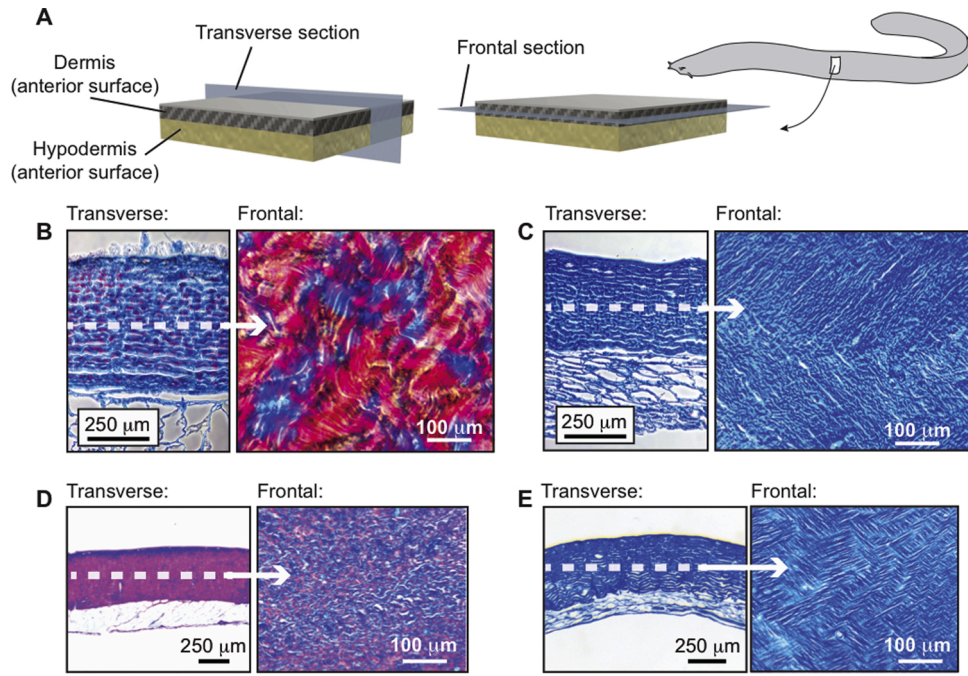 A
Transverse section
Dermis
(anterior surface)
Hypodermis
(anterior surface)
Frontal section
B
Transverse:
Frontal:
250 μm
100 μm
C
Transverse:
Frontal:
250 μm
100 μm
D
Transverse:
Frontal:
250 μm
100 μm
E
Transverse:
Frontal:
250 μm
100 μm